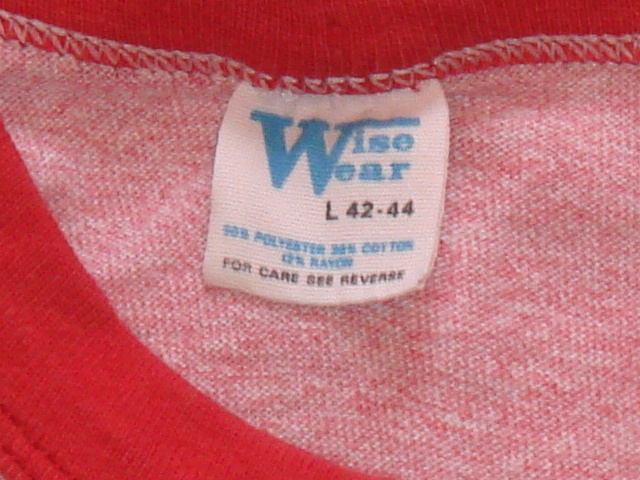 Wise
Wear
L 42-44
50% POLYESTER 38% COTTON
12% RAYON
FOR CARE SEE REVERSE